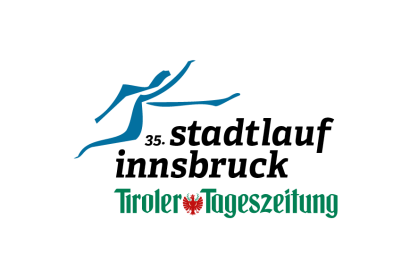 35. stadtlauf
innsbruck
Tiroler Tageszeitung